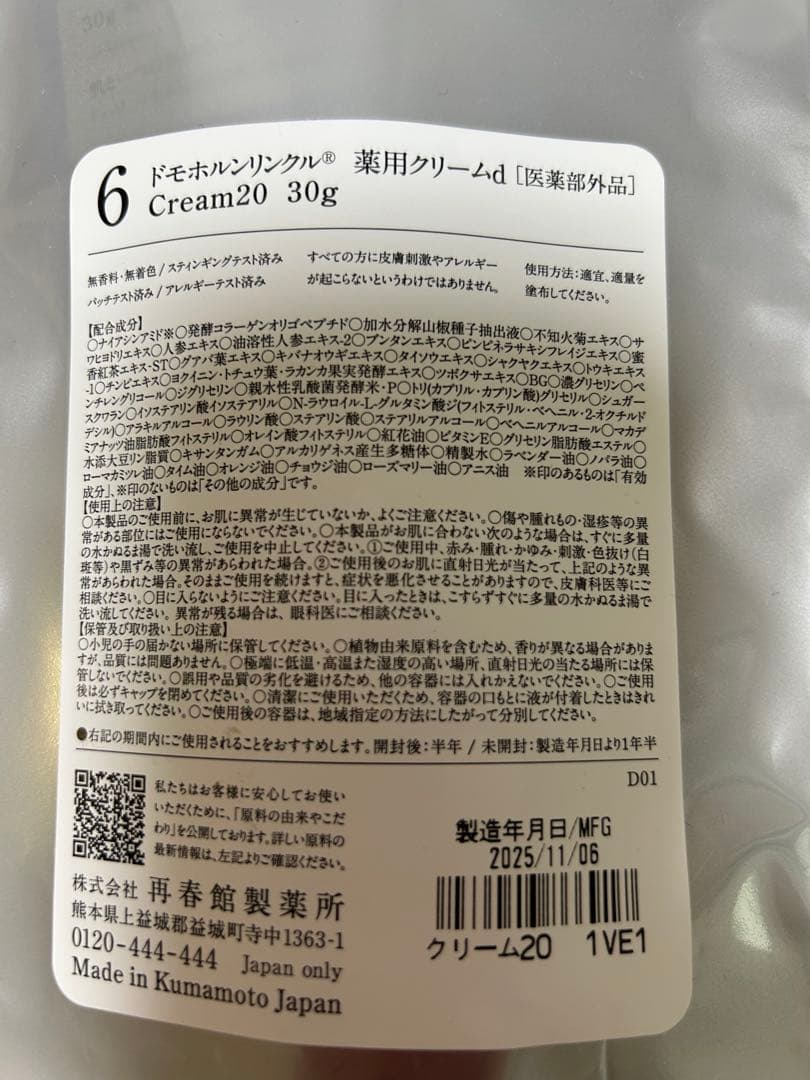 6 ドモホルンリンクル® 薬用クリームd [医薬部外品]
Cream20 30g
無香料・無着色 / スティンギングテスト済み
パッチテスト済み / アレルギーテスト済み
すべての方に皮膚刺激やアレルギー
が起こらないというわけではありません。
使用方法:適宜、適量を
塗布してください。
【配合成分】
○ナイアシンアミド※○発酵コラーゲンオリゴペプチド○加水分解山椒種子抽出液○不知火菊エキス○サ
ワヒヨドリエキス○人参エキス○油溶性人参エキス-2○ブンタンエキス○ピンピネラサキシフレイジエキス○蜜
香紅茶エキス・ST○グアバ葉エキス○キバナオウギエキス○タイソウエキス○シャクヤクエキス○トウキエキス
-1○チンピエキス○ヨクイニン・トチュウ葉・ラカンカ果実発酵エキス○ツボクサエキス○BG○濃グリセリン○ペ
ンチレングリコール○ジグリセリン○親水性乳酸菌発酵米・P○トリ(カプリル・カプリン酸)グリセリル○シュガー
スクワラン○イソステアリン酸イソステアリル○N-ラウロイル-L-グルタミン酸ジ(フィトステリル・ベヘニル・2-オクチルド
デシル)○アラキルアルコール○ラウリン酸○ステアリン酸○ステアリルアルコール○ベヘニルアルコール○マカデ
ミアナッツ油脂肪酸フィトステリル○オレイン酸フィトステリル○紅花油○ビタミンE○グリセリン脂肪酸エステル○
水添大豆リン脂質○キサンタンガム○アルカリゲネス産生多糖体○精製水○ラベンダー油○ノバラ油○
ローマカミツレ油○タイム油○オレンジ油○チョウジ油○ローズマリー油○アニス油 ※印のあるものは「有効
成分」、※印のないものは「その他の成分」です。
【使用上の注意】
○本製品のご使用前に、お肌に異常が生じていないか、よくご注意ください。○傷や腫れもの・湿疹等の異
常がある部位にはご使用にならないでください。○本製品がお肌に合わない次のような場合は、すぐに多量
の水かぬるま湯で洗い流し、ご使用を中止してください。①ご使用中、赤み・腫れ・かゆみ・刺激・色抜け(白
斑等)や黒ずみ等の異常があらわれた場合。②ご使用後のお肌に直射日光が当たって、上記のような異
常があらわれた場合。そのままご使用を続けますと、症状を悪化させることがありますので、皮膚科医等にご
相談ください。○目に入らないようにご注意ください。目に入ったときは、こすらずすぐに多量の水かぬるま湯で
洗い流してください。異常が残る場合は、眼科医にご相談ください。
【保管及び取り扱い上の注意】
○小児の手の届かない場所に保管してください。○植物由来原料を含むため、香りが異なる場合がありま
すが、品質には問題ありません。○極端に低温・高温また湿度の高い場所、直射日光の当たる場所には保
管しないでください。○誤用や品質の劣化を避けるため、他の容器には入れかえないでください。○ご使用
後は必ずキャップを閉めてください。○清潔にご使用いただくため、容器の口もとに液が付着したときはきれ
いに拭き取ってください。○ご使用後の容器は、地域指定の方法にしたがって分別してください。
●右記の期間内にご使用されることをおすすめします。開封後:半年 / 未開封:製造年月日より1年半
D01
私たちはお客様に安心してお使い
いただくために、「原料の由来やこだ
わり」を公開しております。詳しい原料の
最新情報は、左記よりご確認ください。
株式会社 再春館製薬所
熊本県上益城郡益城町寺中1363-1
0120-444-444 Japan only
Made in Kumamoto Japan
製造年月日/MFG
2025/11/06
クリーム20 1VE1